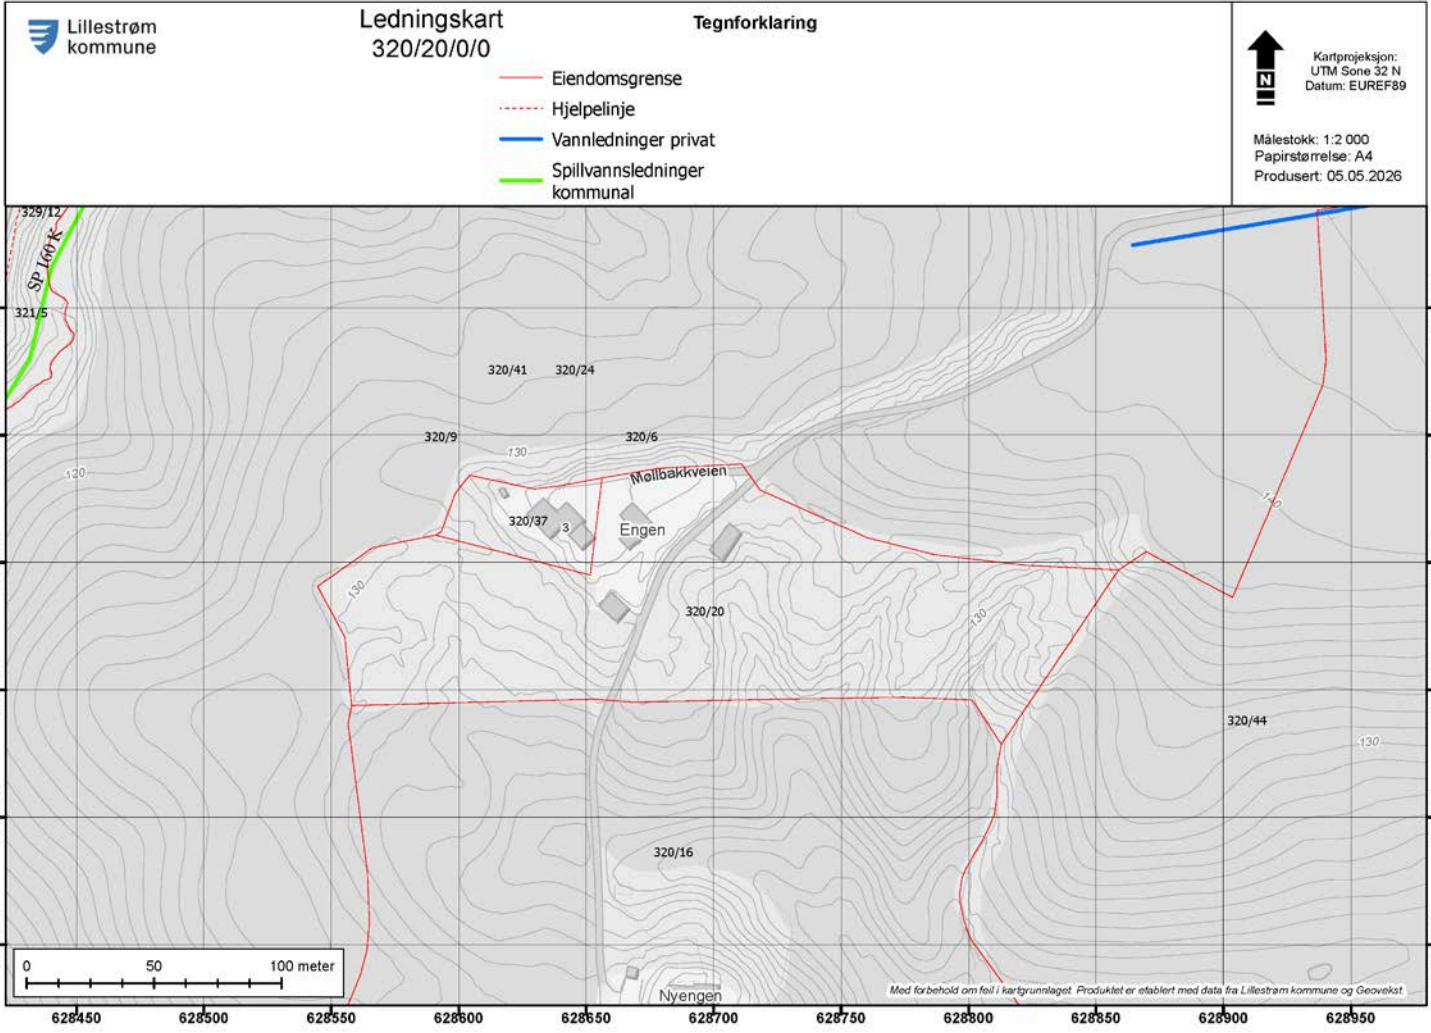 Lillestrøm
kommune
Ledningskart
320/20/0/0
Tegnforklaring
Eiendomsgrense
Hjelpelinje
Vannledninger privat
Spillvannsledninger
kommunal
N
Kartprojeksjon:
UTM Sone 32 N
Datum: EUREF89
Målestokk: 1:2 000
Papirstørrelse: A4
Produsert: 05.05.2026
329/12
SP 160 K
321/5
320/41
320/24
320/9
320/6
130
120
Møllbakkveien
140
320/37
3
Engen
130
320/20
130
320/44
130
320/16
0 50 100 meter
Nyengen
Med forbehold om feil i kartgrunnlaget. Produktet er etablert med data fra Lillestrøm kommune og Geovekst.
628450 628500 628550 628600 628650 628700 628750 628800 628850 628900 628950